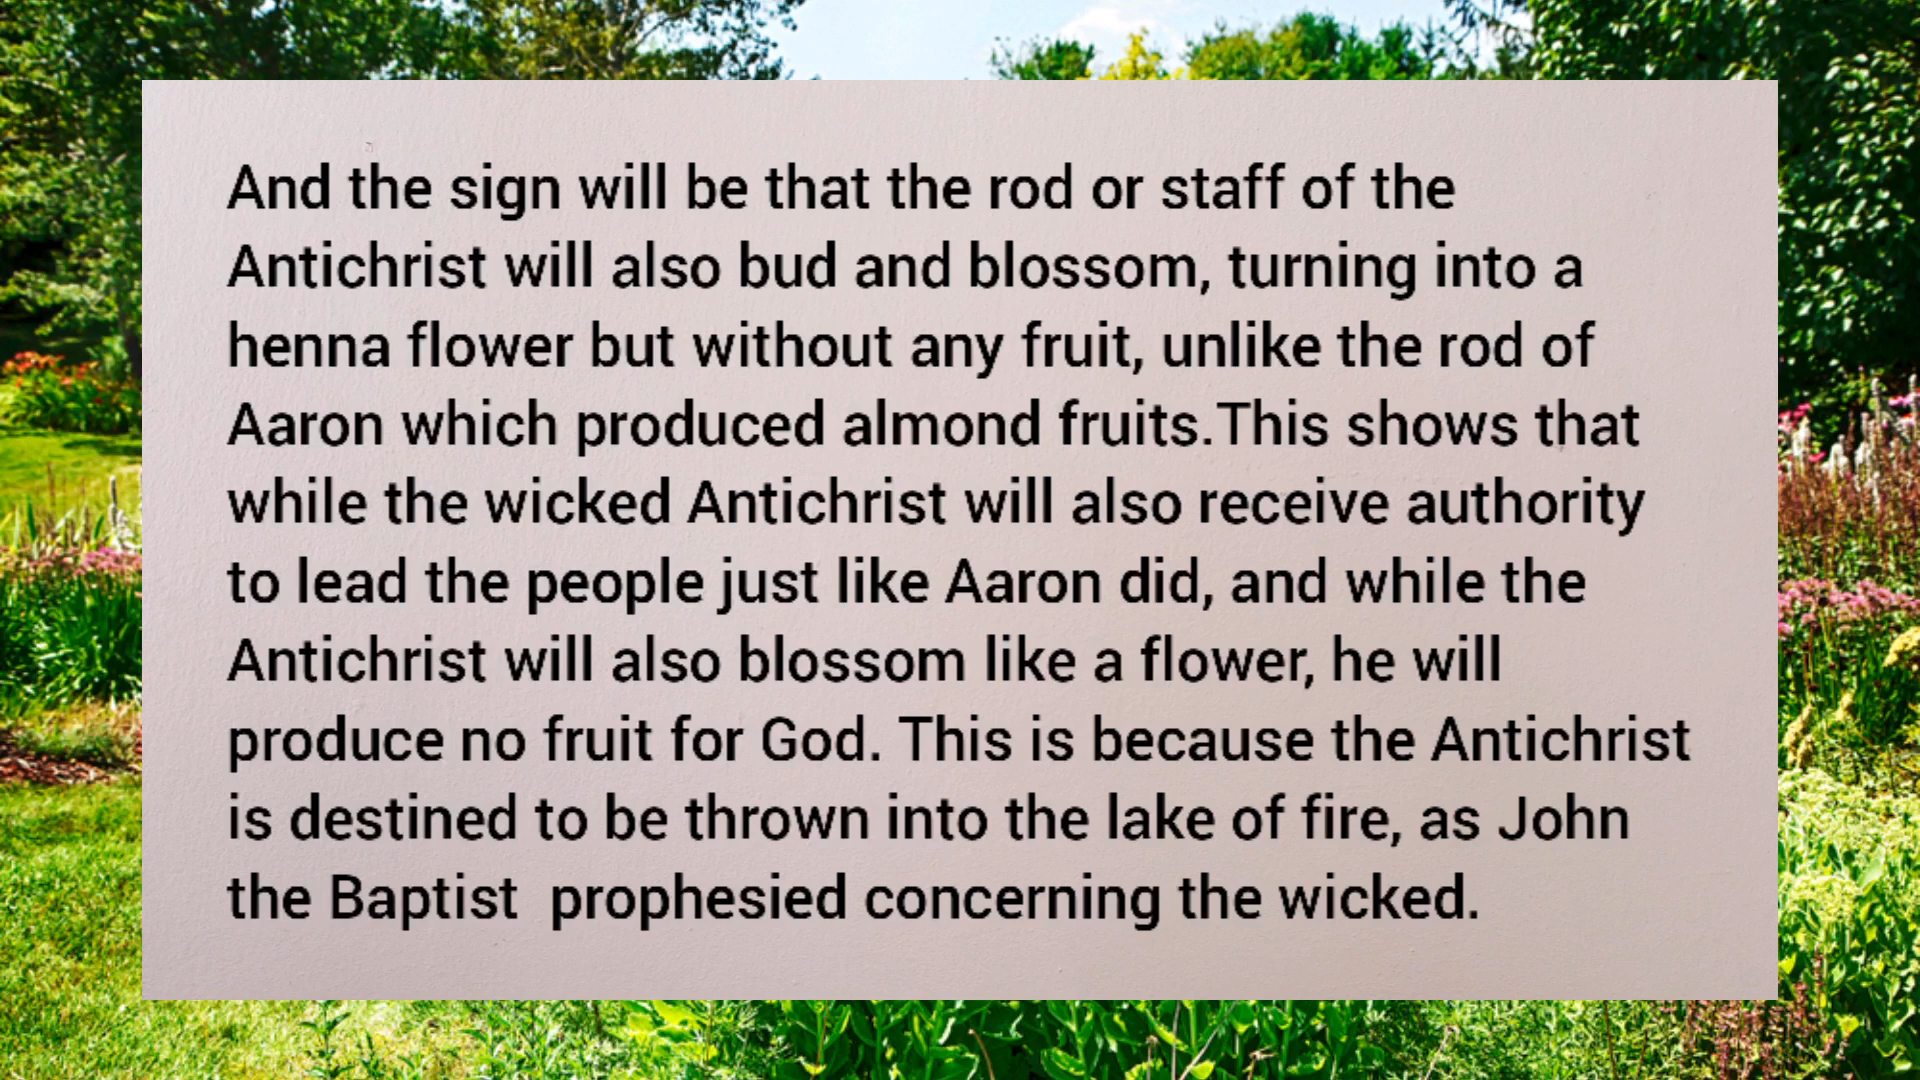 And the sign will be that the rod or staff of the
Antichrist will also bud and blossom, turning into a
henna flower but without any fruit, unlike the rod of
Aaron which produced almond fruits.This shows that
while the wicked Antichrist will also receive authority
to lead the people just like Aaron did, and while the
Antichrist will also blossom like a flower, he will
produce no fruit for God. This is because the Antichrist
is destined to be thrown into the lake of fire, as John
the Baptist  prophesied concerning the wicked.